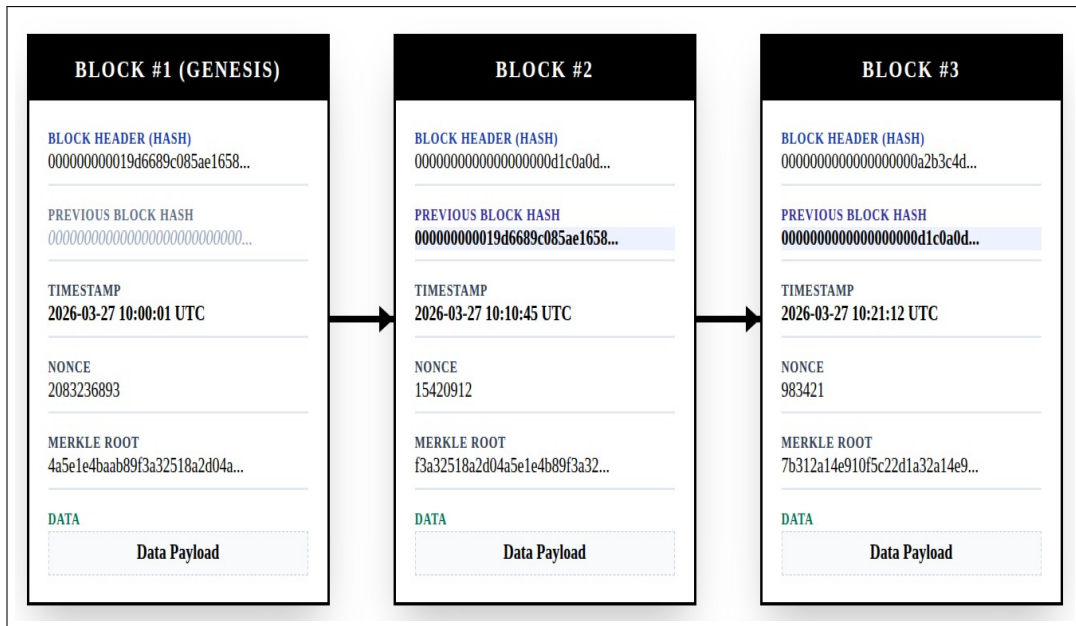 BLOCK #1 (GENESIS)
BLOCK HEADER (HASH)
000000000019d6689c085ae1658...
PREVIOUS BLOCK HASH
000000000000000000000000000...
TIMESTAMP
2026-03-27 10:00:01 UTC
NONCE
2083236893
MERKLE ROOT
4a5e1e4baab89f3a32518a2d04a...
DATA
Data Payload
BLOCK #2
BLOCK HEADER (HASH)
0000000000000000000d1c0a0d...
PREVIOUS BLOCK HASH
000000000019d6689c085ae1658...
TIMESTAMP
2026-03-27 10:10:45 UTC
NONCE
15420912
MERKLE ROOT
f3a32518a2d04a5e1e4b89f3a32...
DATA
Data Payload
BLOCK #3
BLOCK HEADER (HASH)
0000000000000000000a2b3c4d...
PREVIOUS BLOCK HASH
0000000000000000000d1c0a0d...
TIMESTAMP
2026-03-27 10:21:12 UTC
NONCE
983421
MERKLE ROOT
7b312a14e910f5c22d1a32a14e9...
DATA
Data Payload